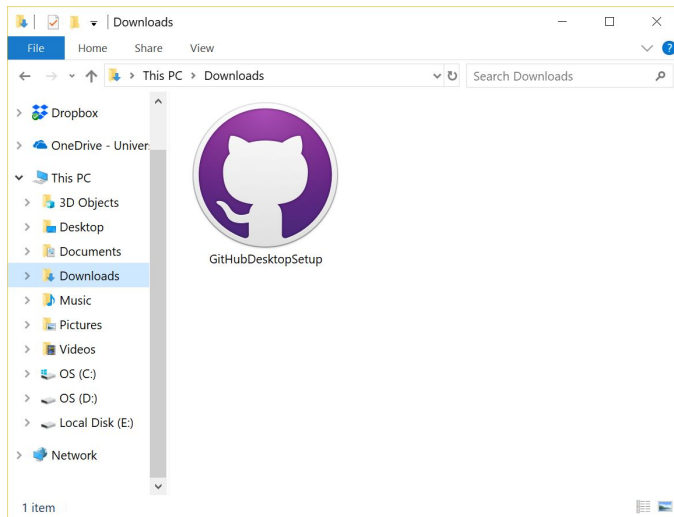 Downloads
File Home Share View
This PC > Downloads
Search Downloads
Dropbox
OneDrive - Univer
This PC
3D Objects
Desktop
Documents
Downloads
Music
Pictures
Videos
OS (C:)
OS (D:)
Local Disk (E:)
Network
GitHubDesktopSetup
1 item